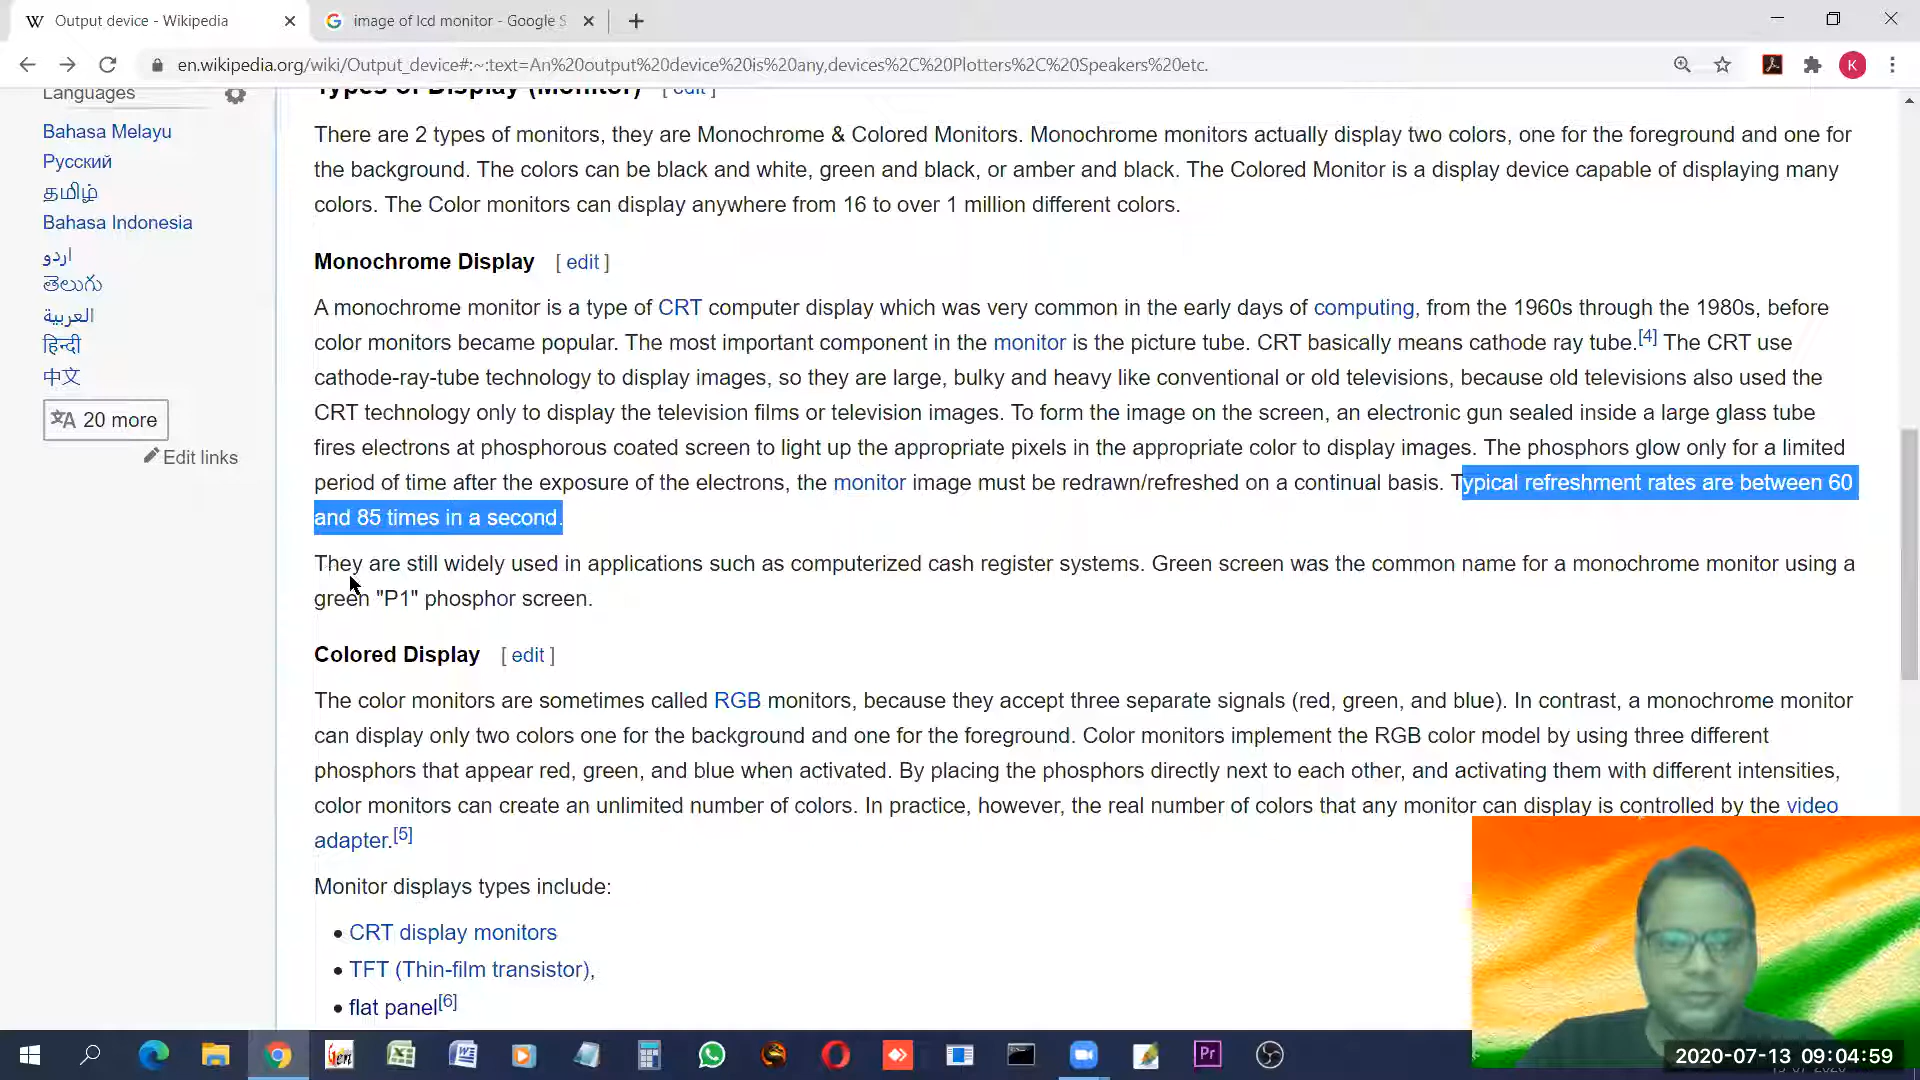 Output device - Wikipedia
image of lcd monitor - Google S
en.wikipedia.org/wiki/Output_device#:~:text=An%20output%20device%20is%20any,devices%2C%20Plotters%2C%20Speakers%20etc.
K
Languages
Bahasa Melayu
Русский
தமிழ்
Bahasa Indonesia
اردو
తెలుగు
العربية
हिन्दी
中文
20 more
Edit links
Types of Display (Monitor) [ edit ]
There are 2 types of monitors, they are Monochrome & Colored Monitors. Monochrome monitors actually display two colors, one for the foreground and one for
the background. The colors can be black and white, green and black, or amber and black. The Colored Monitor is a display device capable of displaying many
colors. The Color monitors can display anywhere from 16 to over 1 million different colors.
Monochrome Display [ edit ]
A monochrome monitor is a type of CRT computer display which was very common in the early days of computing, from the 1960s through the 1980s, before
color monitors became popular. The most important component in the monitor is the picture tube. CRT basically means cathode ray tube.[4] The CRT use
cathode-ray-tube technology to display images, so they are large, bulky and heavy like conventional or old televisions, because old televisions also used the
CRT technology only to display the television films or television images. To form the image on the screen, an electronic gun sealed inside a large glass tube
fires electrons at phosphorous coated screen to light up the appropriate pixels in the appropriate color to display images. The phosphors glow only for a limited
period of time after the exposure of the electrons, the monitor image must be redrawn/refreshed on a continual basis. Typical refreshment rates are between 60
and 85 times in a second.
They are still widely used in applications such as computerized cash register systems. Green screen was the common name for a monochrome monitor using a
green "P1" phosphor screen.
Colored Display [ edit ]
The color monitors are sometimes called RGB monitors, because they accept three separate signals (red, green, and blue). In contrast, a monochrome monitor
can display only two colors one for the background and one for the foreground. Color monitors implement the RGB color model by using three different
phosphors that appear red, green, and blue when activated. By placing the phosphors directly next to each other, and activating them with different intensities,
color monitors can create an unlimited number of colors. In practice, however, the real number of colors that any monitor can display is controlled by the video
adapter.[5]
Monitor displays types include:
• CRT display monitors
• TFT (Thin-film transistor),
• flat panel[6]
Gen
Pr
2020-07-13 09:04:59